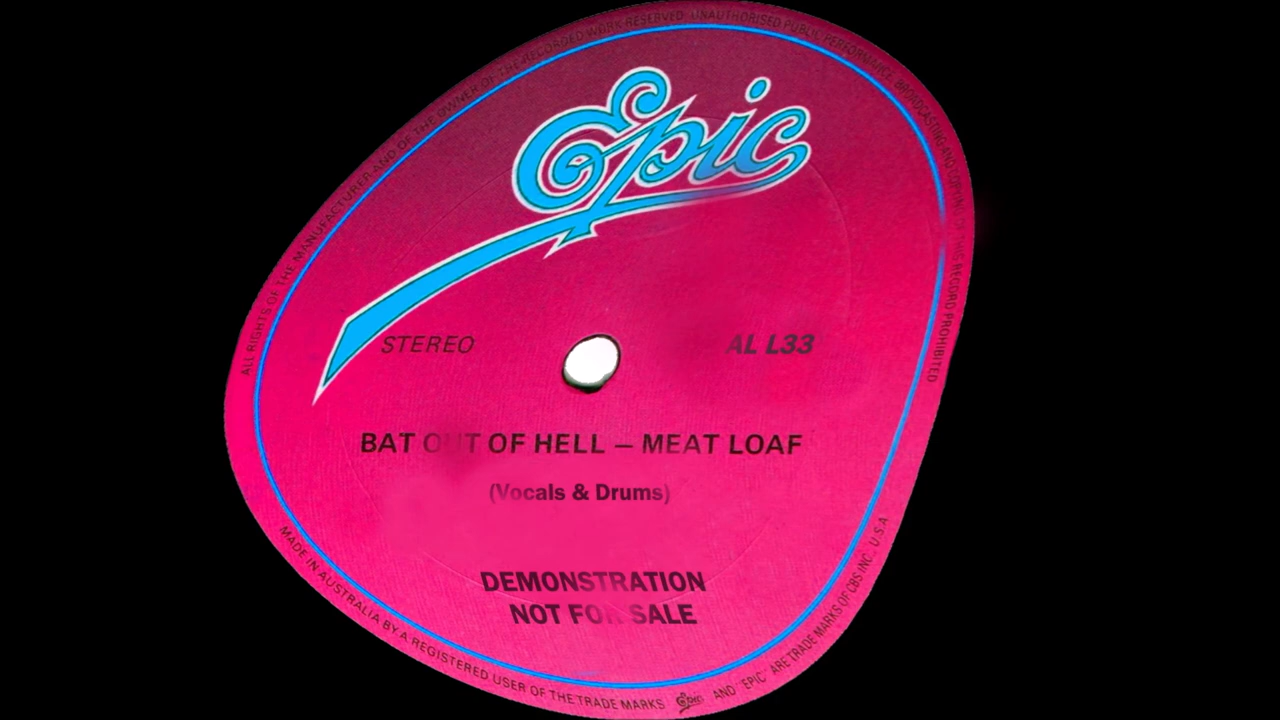 ALL RIGHTS OF THE MANUFACTURER AND OF THE OWNER OF THE RECORDED WORK RESERVED. UNAUTHORISED PUBLIC PERFORMANCE, BROADCASTING AND COPYING OF THIS RECORD PROHIBITED
Epic
STEREO
AL L33
BAT OUT OF HELL – MEAT LOAF
(Vocals & Drums)
DEMONSTRATION
NOT FOR SALE
MADE IN AUSTRALIA BY A REGISTERED USER OF THE TRADE MARKS Epic AND "EPIC" ARE TRADE MARKS OF CBS INC., U.S.A